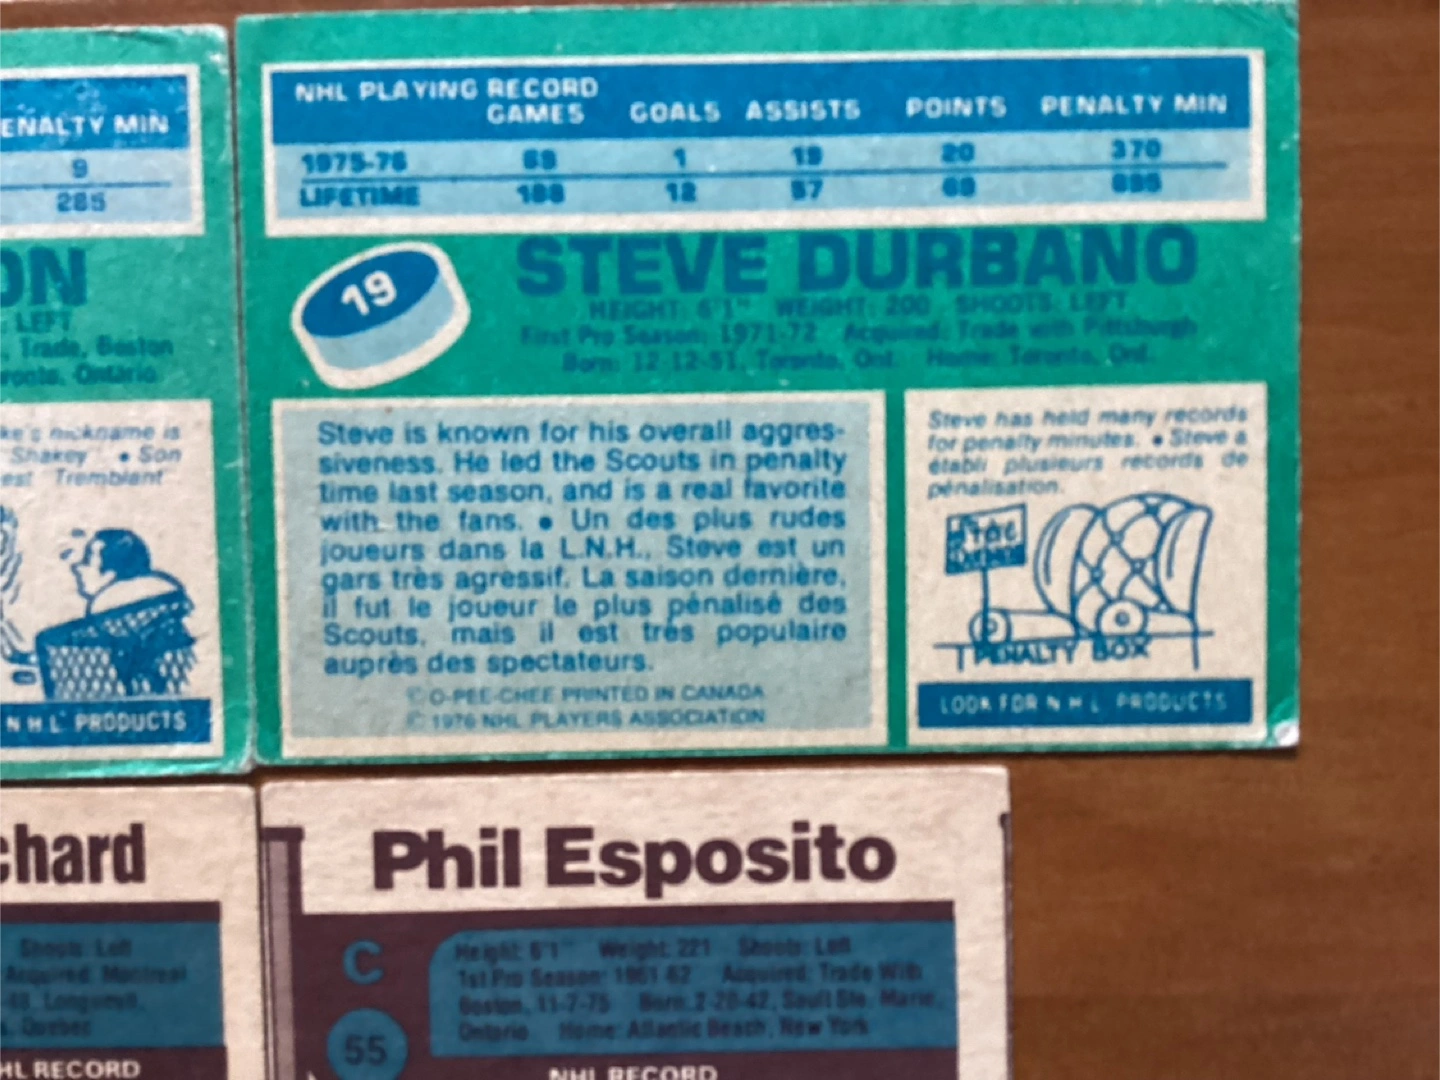 ENALTY MIN
9
285
ON
LEFT
Trade, Boston
Toronto, Ontario
ke's nickname is
Shakey. • Son
est "Tremblant"
N H L PRODUCTS
NHL PLAYING RECORD
GAMES GOALS ASSISTS POINTS PENALTY MIN
1975-76 69 1 19 20 370
LIFETIME 12 57
19
STEVE DURBANO
HEIGHT: 6'1" WEIGHT: 200 SHOOTS: LEFT
First Pro Season: 1971-72 Acquired: Trade with Pittsburgh
Born: 12-12-51, Toronto, Ont. Home: Toronto, Ont.
Steve is known for his overall aggres-
siveness. He led the Scouts in penalty
time last season, and is a real favorite
with the fans. • Un des plus rudes
joueurs dans la L.N.H., Steve est un
gars très agressif. La saison dernière,
il fut le joueur le plus pénalisé des
Scouts, mais il est très populaire
auprès des spectateurs.
© O-PEE-CHEE PRINTED IN CANADA
© 1976 NHL PLAYERS ASSOCIATION
Steve has held many records
for penalty minutes. • Steve a
établi plusieurs records de
pénalisation.
PENALTY BOX
LOOK FOR N H L PRODUCTS
chard
Shoots: Left
Acquired: Montreal
Longueuil,
Quebec
HL RECORD
Phil Esposito
C
55
Height: 6'1" Weight: 221 Shoots: Left
1st Pro Season: 1961-62 Acquired: Trade With
Boston, 11-7-75 Born: 2-20-42, Sault Ste. Marie,
Ontario Home: Atlantic Beach, New York
NHL RECORD